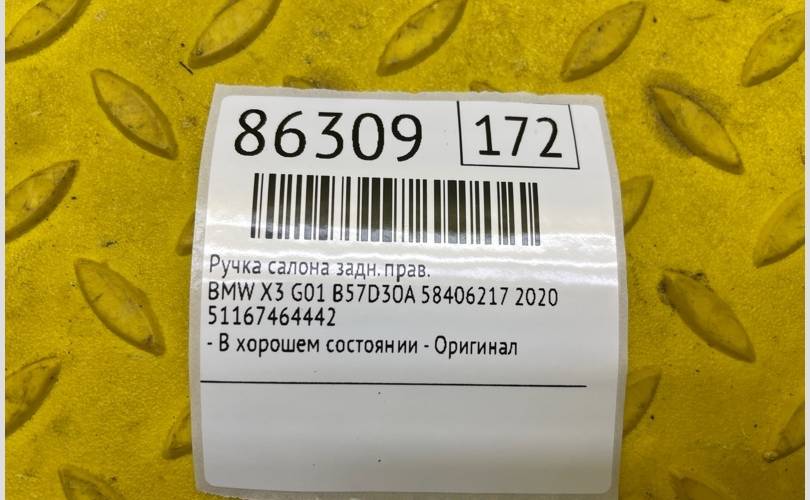 86309 172
Ручка салона задн.прав.
BMW X3 G01 B57D30A 58406217 2020
51167464442
- В хорошем состоянии - Оригинал